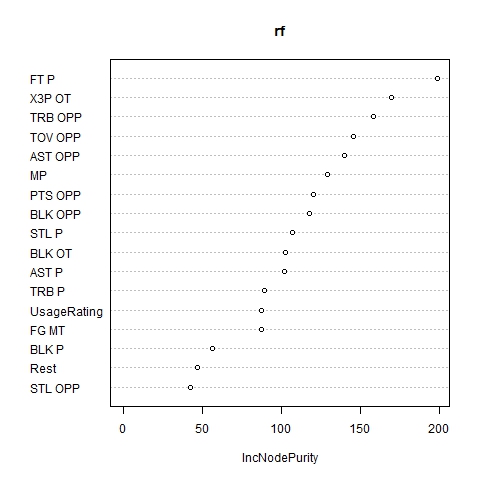 rf
FT P
X3P OT
TRB OPP
TOV OPP
AST OPP
MP
PTS OPP
BLK OPP
STL P
BLK OT
AST P
TRB P
UsageRating
FG MT
BLK P
Rest
STL OPP
0 50 100 150 200
IncNodePurity